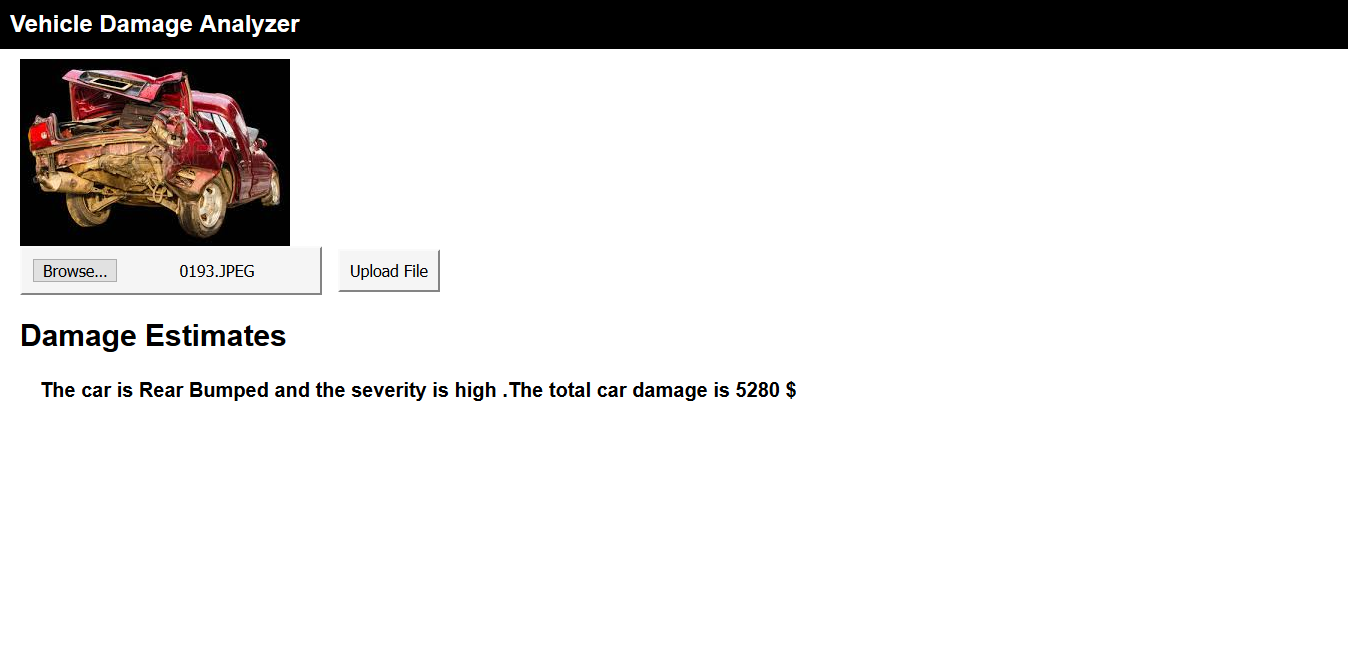 Vehicle Damage Analyzer
Browse... 0193.JPEG Upload File
Damage Estimates
The car is Rear Bumped and the severity is high .The total car damage is 5280 $